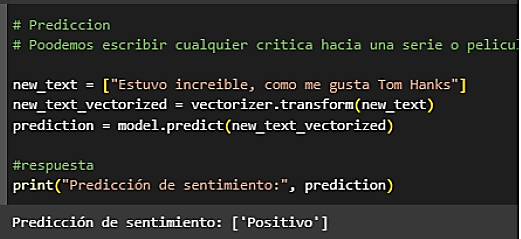 # Prediccion
# Poodemos escribir cualquier critica hacia una serie o pelicul
new_text = ["Estuvo increible, como me gusta Tom Hanks"]
new_text_vectorized = vectorizer.transform(new_text)
prediction = model.predict(new_text_vectorized)
#respuesta
print("Predicción de sentimiento:", prediction)
Predicción de sentimiento: ['Positivo']